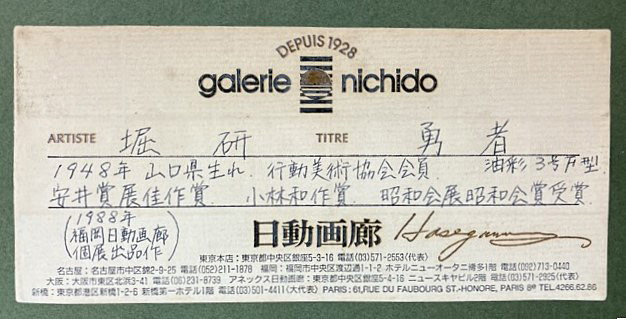 DEPUIS 1928
galerie nichido
ARTISTE 堀 研 TITRE 勇者
1948年 山口県生れ. 行動美術協会会員. 油彩3号
安井賞展佳作賞. 小林和作賞. 昭和会展昭和会賞受賞
(1988年
福岡日動画廊
個展出品作)
日動画廊 Hasegawa
東京本店:東京都中央区銀座5-3-16 電話(03)571-2553(代表)
名古屋:名古屋市中区錦2-9-25 電話(052)211-1878 福岡:福岡市中央区渡辺通1-1-2 ホテルニューオータニ博多1階 電話(092)713-0440
大阪:大阪市東区北浜3-41 電話(06)231-8739 アネックス日動画廊:東京都中央区銀座5-4-16 ニュースキヤビル2階 電話(03)571-2925(代表)
新橋:東京都港区新橋1-2-6 新橋第一ホテル1階 電話(03)501-4411(大代表) PARIS:61,RUE DU FAUBOURG ST.-HONORE, PARIS 8e TEL.4266.62.86